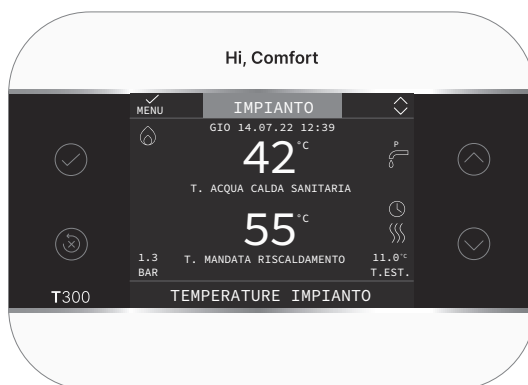 Hi, Comfort
MENU
IMPIANTO
GIO 14.07.22 12:39
42°C
P
T. ACQUA CALDA SANITARIA
55°C
1.3
BAR
T. MANDATA RISCALDAMENTO
11.0°C
T.EST.
T300
TEMPERATURE IMPIANTO